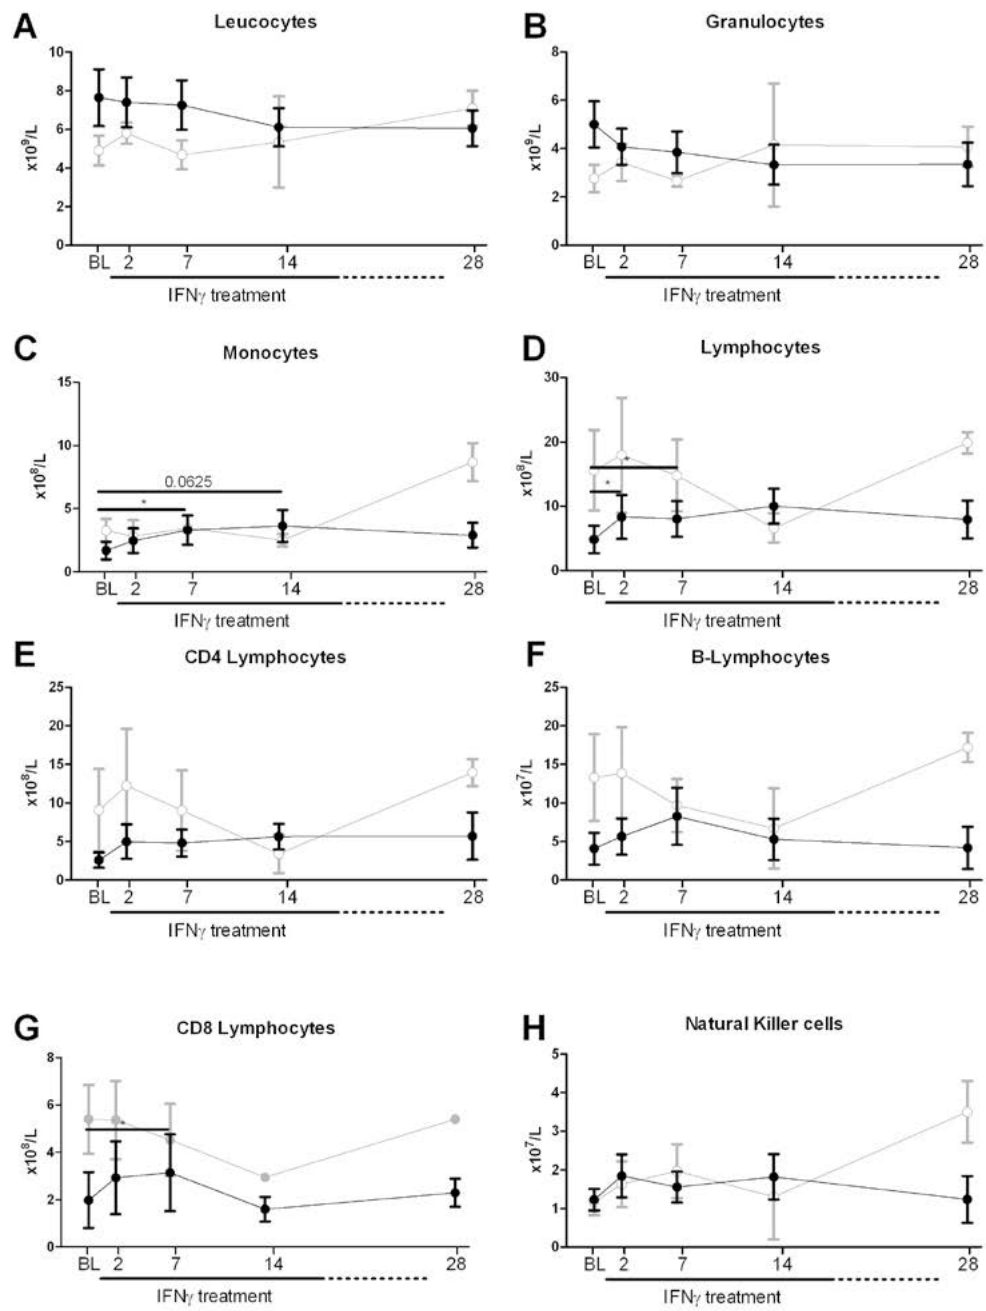 A
Leucocytes
x10⁹/L
10
8
6
4
2
0
BL 2 7 14 28
IFNγ treatment
B
Granulocytes
x10⁹/L
8
6
4
2
0
BL 2 7 14 28
IFNγ treatment
C
Monocytes
x10⁸/L
15
10
5
0
0.0625
*
BL 2 7 14 28
IFNγ treatment
D
Lymphocytes
x10⁸/L
30
20
10
0
*
*
BL 2 7 14 28
IFNγ treatment
E
CD4 Lymphocytes
x10⁸/L
25
20
15
10
5
0
BL 2 7 14 28
IFNγ treatment
F
B-Lymphocytes
x10⁷/L
25
20
15
10
5
0
BL 2 7 14 28
IFNγ treatment
G
CD8 Lymphocytes
x10⁸/L
8
6
4
2
0
*
BL 2 7 14 28
IFNγ treatment
H
Natural Killer cells
x10⁷/L
5
4
3
2
1
0
BL 2 7 14 28
IFNγ treatment